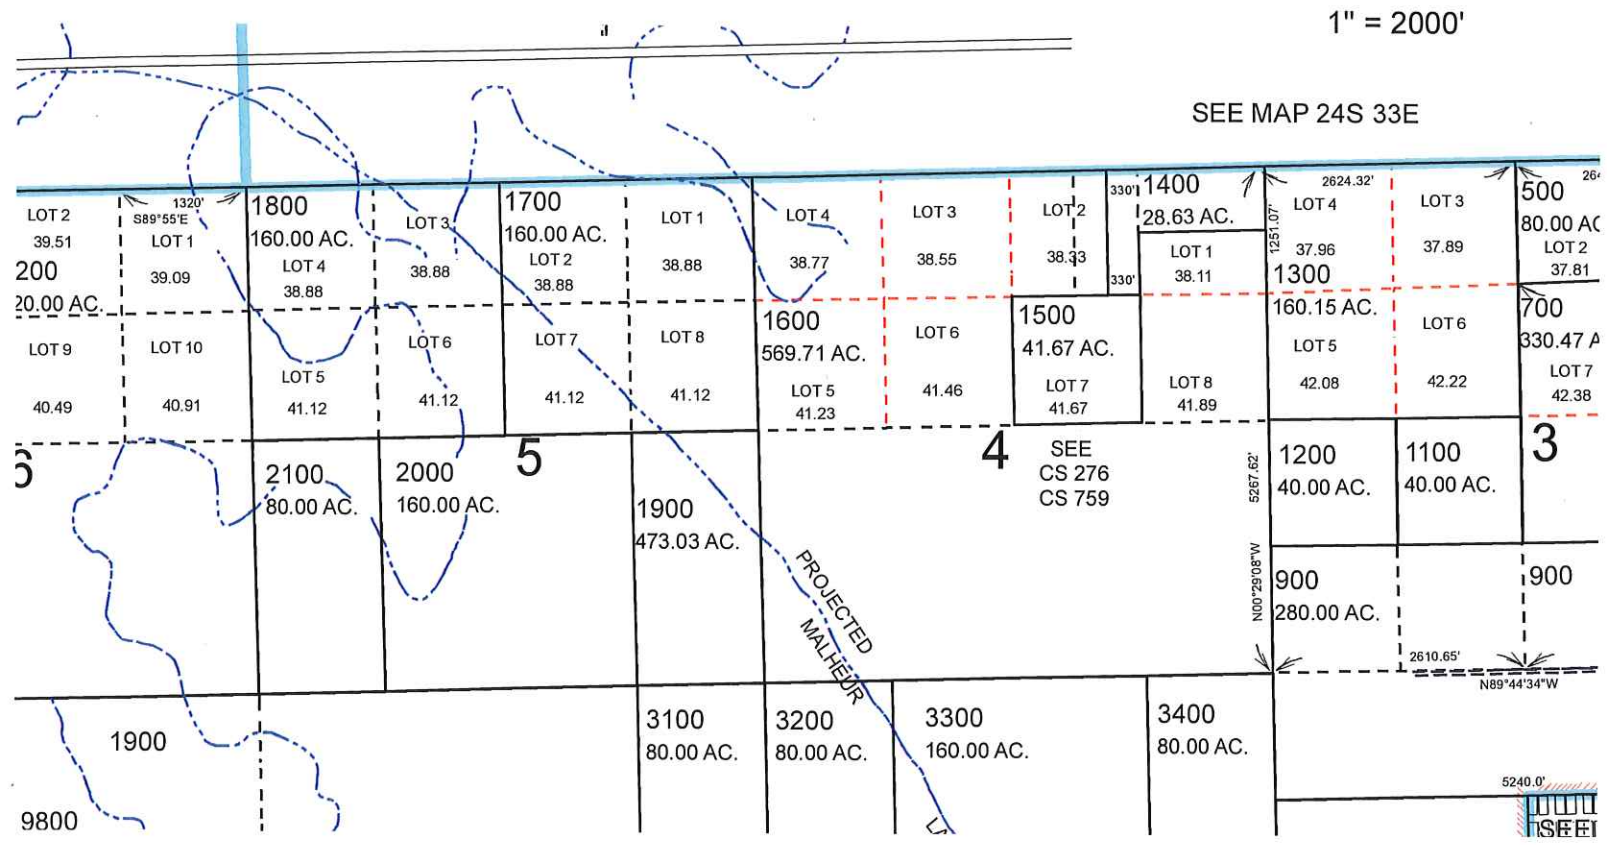 1" = 2000'
SEE MAP 24S 33E
LOT 2
39.51
200
20.00 AC.
S89°55'E
1320'
LOT 1
39.09
1800
160.00 AC.
LOT 4
38.88
LOT 3
38.88
1700
160.00 AC.
LOT 2
38.88
LOT 1
38.88
LOT 4
38.77
LOT 3
38.55
LOT 2
38.33
330'
330'
1400
28.63 AC.
LOT 1
38.11
1251.07'
2624.32'
LOT 4
37.96
1300
160.15 AC.
LOT 3
37.89
500
80.00 AC
LOT 2
37.81
LOT 9
40.49
LOT 10
40.91
LOT 5
41.12
LOT 6
41.12
LOT 7
41.12
LOT 8
41.12
1600
569.71 AC.
LOT 5
41.23
LOT 6
41.46
1500
41.67 AC.
LOT 7
41.67
LOT 8
41.89
LOT 5
42.08
LOT 6
42.22
700
330.47 A
LOT 7
42.38
6
5
4
3
SEE
CS 276
CS 759
2100
80.00 AC.
2000
160.00 AC.
1900
473.03 AC.
5267.62'
N00°29'08"W
1200
40.00 AC.
1100
40.00 AC.
900
280.00 AC.
900
PROJECTED
MALHEUR
LA
2610.65'
N89°44'34"W
1900
3100
80.00 AC.
3200
80.00 AC.
3300
160.00 AC.
3400
80.00 AC.
9800
5240.0'
SEE